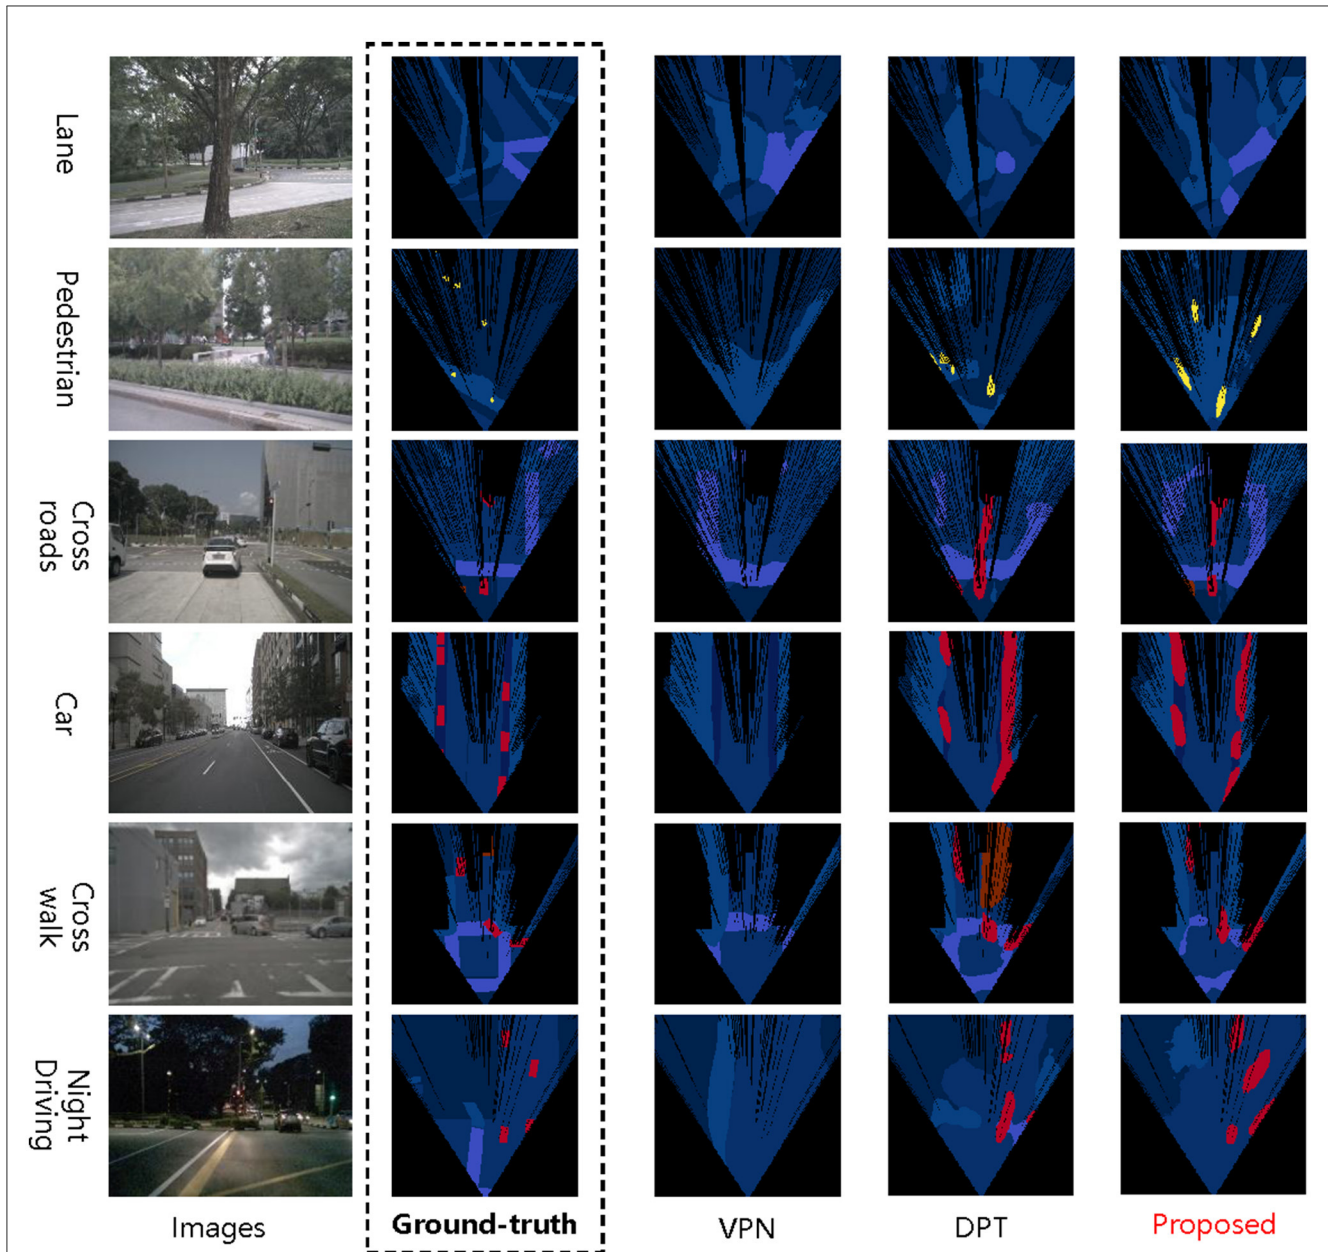 Lane
Pedestrian
Cross
roads
Car
Cross
walk
Night
Driving
Images
Ground-truth
VPN
DPT
Proposed